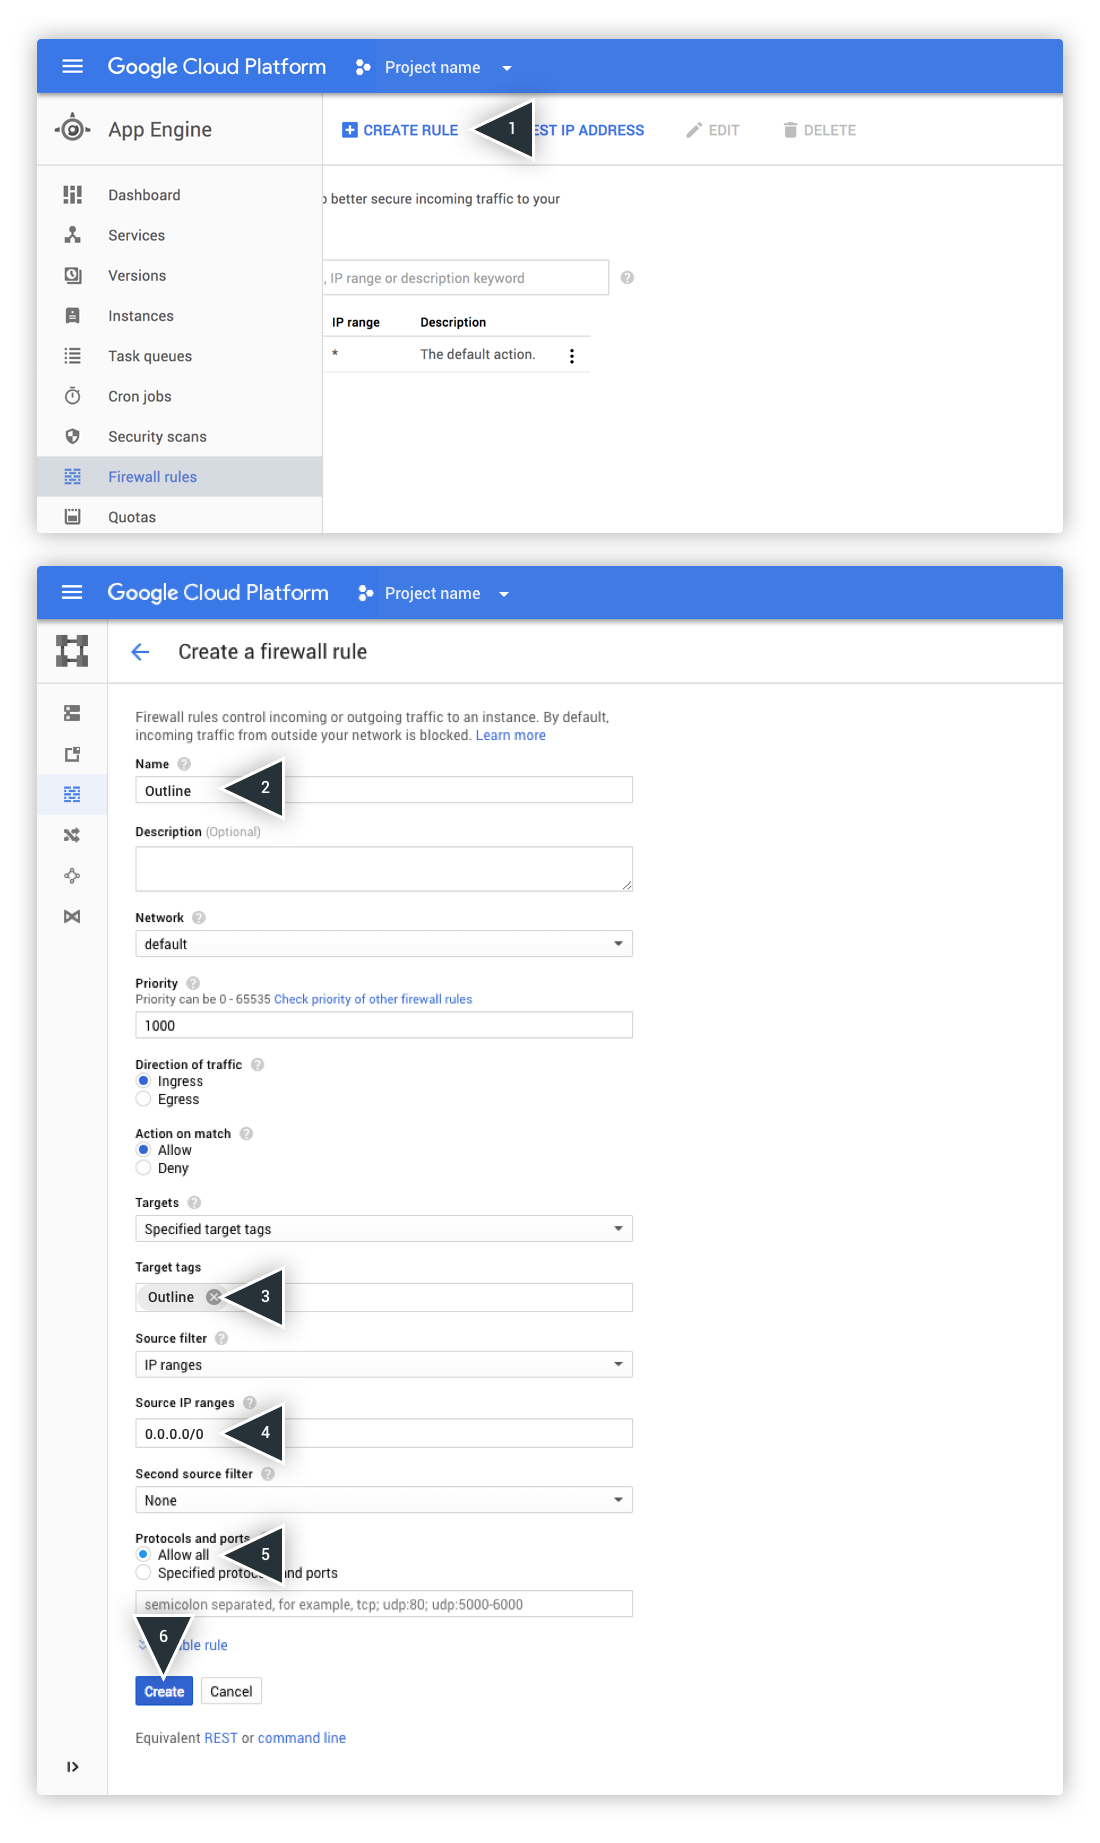 Google Cloud Platform Project name
App Engine
CREATE RULE
1
IP ADDRESS
EDIT
DELETE
Dashboard
Services
Versions
Instances
Task queues
Cron jobs
Security scans
Firewall rules
Quotas
better secure incoming traffic to your
, IP range or description keyword
IP range Description
* The default action.
Google Cloud Platform Project name
Create a firewall rule
Firewall rules control incoming or outgoing traffic to an instance. By default,
incoming traffic from outside your network is blocked. Learn more
Name
Outline
2
Description (Optional)
Network
default
Priority
Priority can be 0 - 65535 Check priority of other firewall rules
1000
Direction of traffic
Ingress
Egress
Action on match
Allow
Deny
Targets
Specified target tags
Target tags
Outline
3
Source filter
IP ranges
Source IP ranges
0.0.0.0/0
4
Second source filter
None
Protocols and ports
Allow all
5
Specified and ports
semicolon separated, for example, tcp; udp:80; udp:5000-6000
6
rule
Create Cancel
Equivalent REST or command line